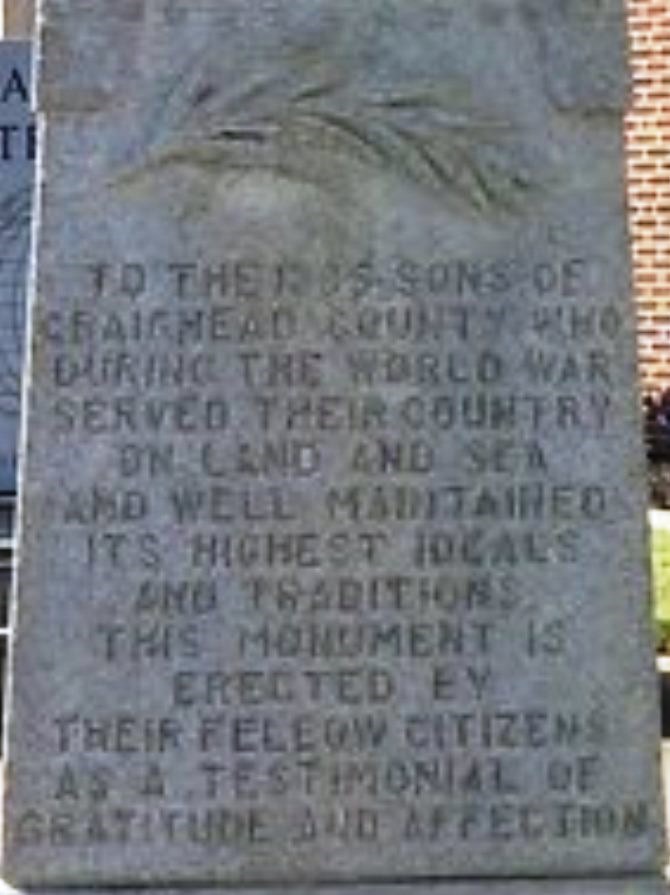 TO THE SONS OF
CRAIGHEAD COUNTY WHO
DURING THE WORLD WAR
SERVED THEIR COUNTRY
ON LAND AND SEA
AND WELL MAINTAINED
ITS HIGHEST IDEALS
AND TRADITIONS
THIS MONUMENT IS
ERECTED BY
THEIR FELLOW CITIZENS
AS A TESTIMONIAL OF
GRATITUDE AND AFFECTION